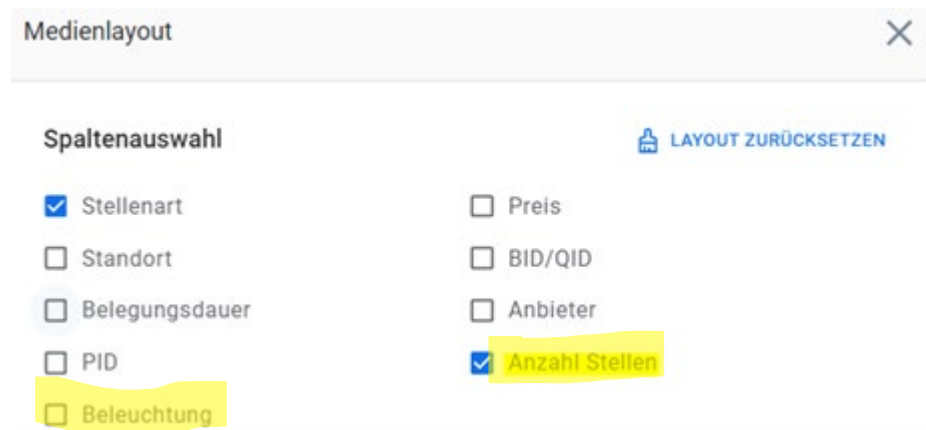 Medienlayout
Spaltenauswahl
LAYOUT ZURÜCKSETZEN
Stellenart
Preis
Standort
BID/QID
Belegungsdauer
Anbieter
PID
Anzahl Stellen
Beleuchtung